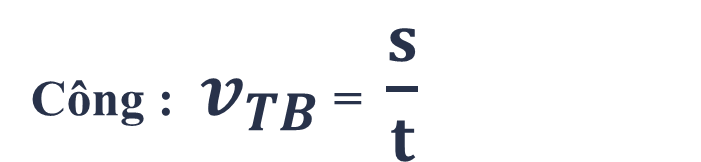 Công : v_TB = s/t